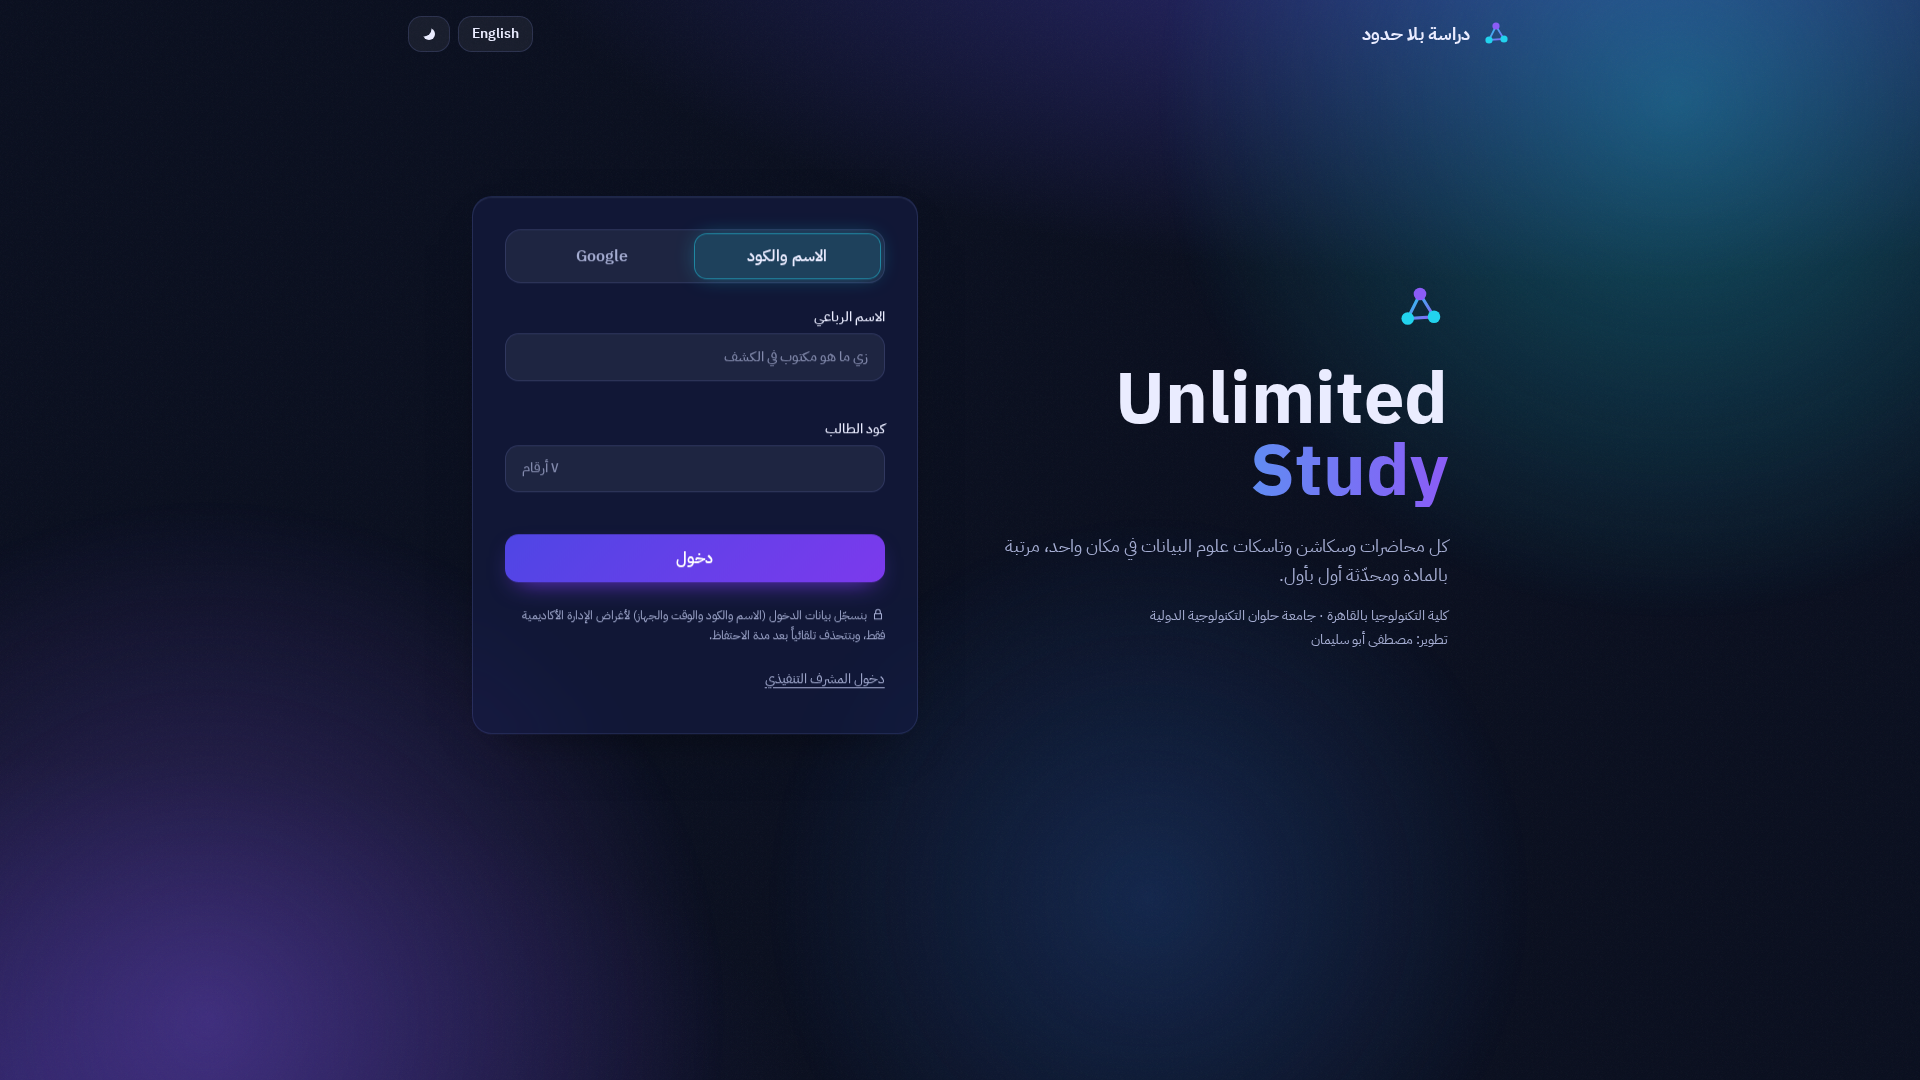 دراسة بلا حدود
English
Unlimited
Study
كل محاضرات وسكاشن وتاسكات علوم البيانات في مكان واحد، مرتبة
بالمادة ومحدّثة أول بأول.
كلية التكنولوجيا بالقاهرة · جامعة حلوان التكنولوجية الدولية
تطوير: مصطفى أبو سليمان
الاسم والكود
Google
الاسم الرباعي
زي ما هو مكتوب في الكشف
كود الطالب
٧ أرقام
دخول
بنسجّل بيانات الدخول (الاسم والكود والوقت والجهاز) لأغراض الإدارة الأكاديمية
فقط، وبتتحذف تلقائياً بعد مدة الاحتفاظ.
دخول المشرف التنفيذي